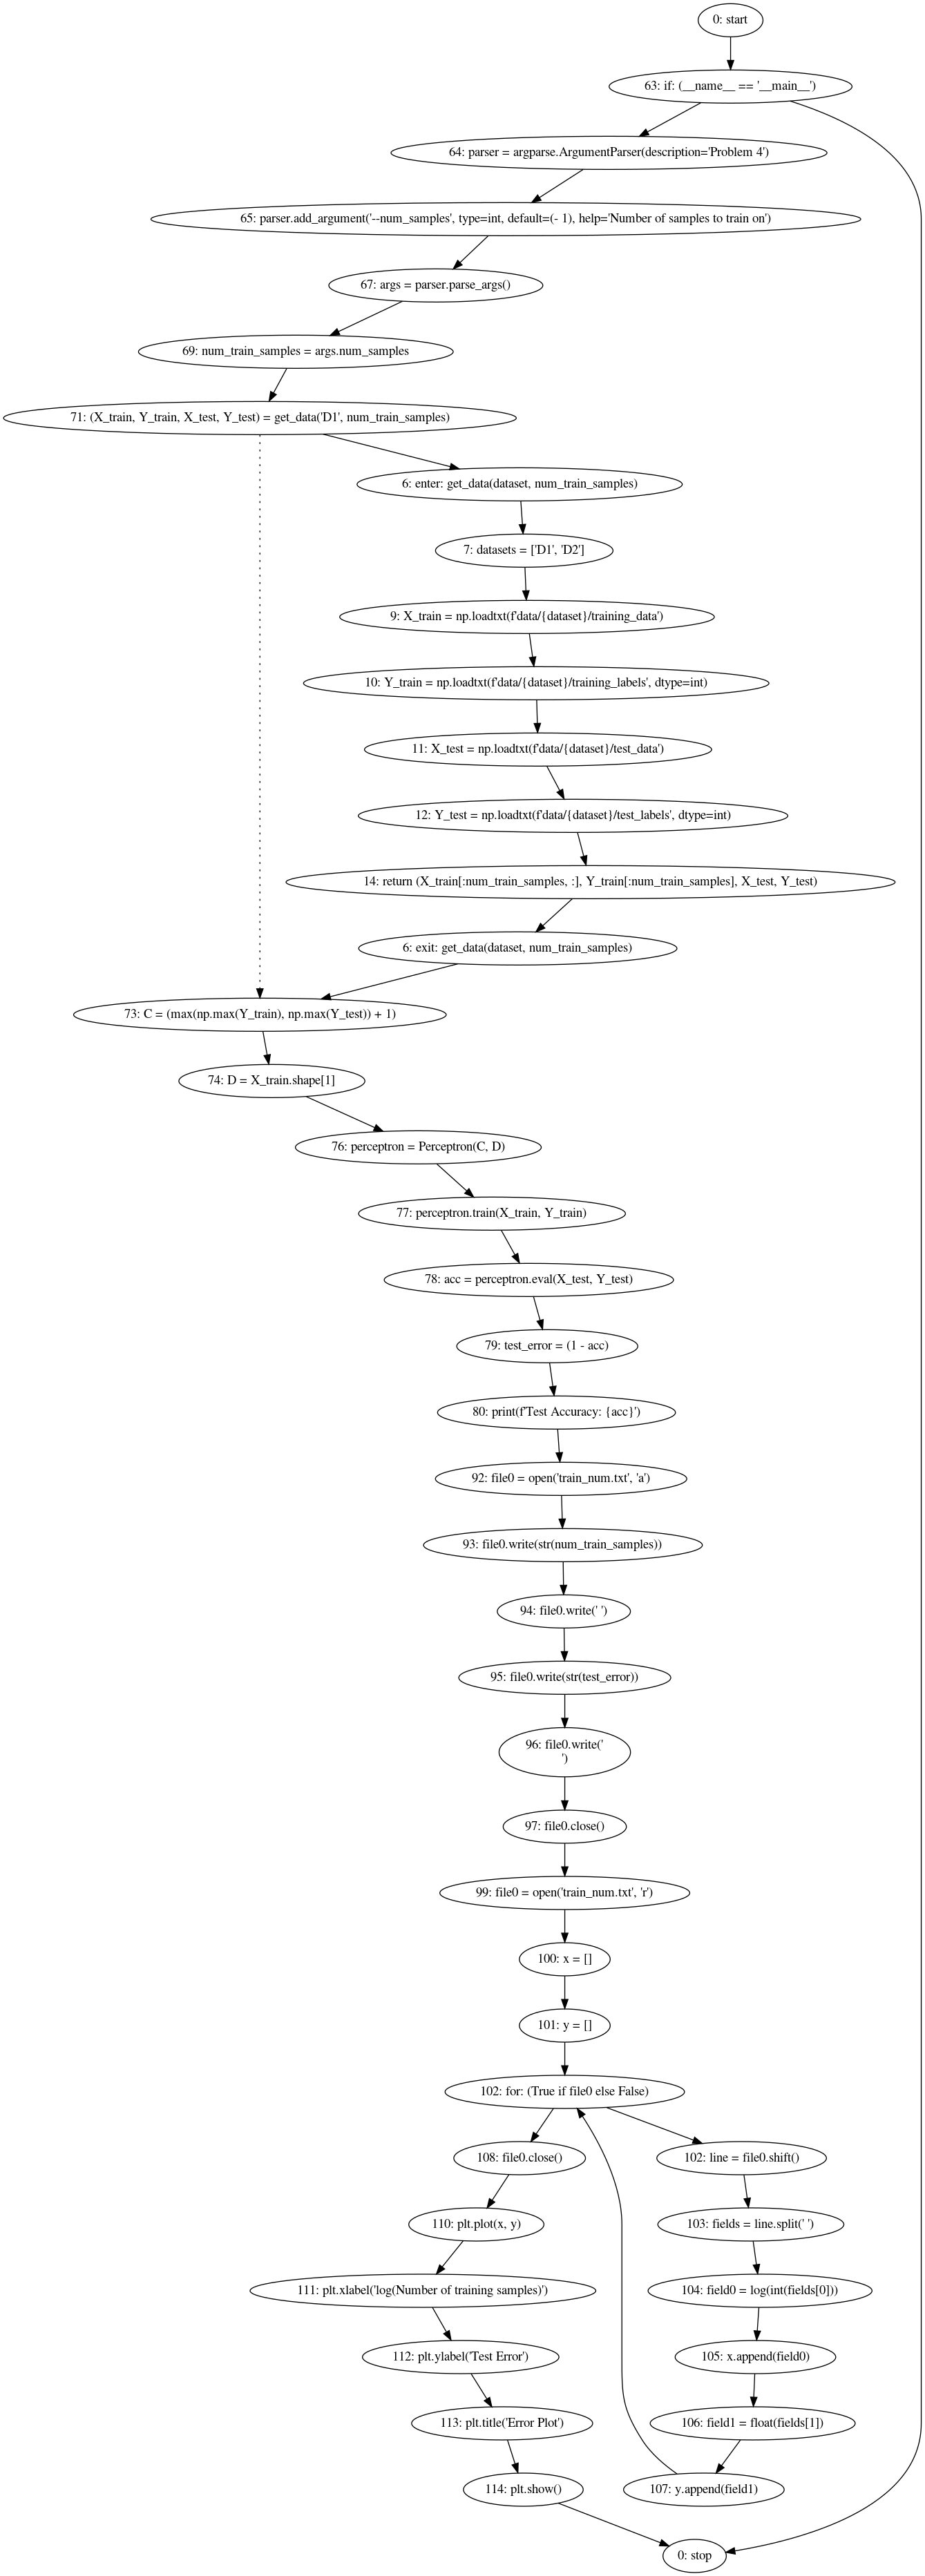 0: start
63: if: (__name__ == '__main__')
64: parser = argparse.ArgumentParser(description='Problem 4')
65: parser.add_argument('--num_samples', type=int, default=(- 1), help='Number of samples to train on')
67: args = parser.parse_args()
69: num_train_samples = args.num_samples
71: (X_train, Y_train, X_test, Y_test) = get_data('D1', num_train_samples)
6: enter: get_data(dataset, num_train_samples)
7: datasets = ['D1', 'D2']
9: X_train = np.loadtxt(f'data/{dataset}/training_data')
10: Y_train = np.loadtxt(f'data/{dataset}/training_labels', dtype=int)
11: X_test = np.loadtxt(f'data/{dataset}/test_data')
12: Y_test = np.loadtxt(f'data/{dataset}/test_labels', dtype=int)
14: return (X_train[:num_train_samples, :], Y_train[:num_train_samples], X_test, Y_test)
6: exit: get_data(dataset, num_train_samples)
73: C = (max(np.max(Y_train), np.max(Y_test)) + 1)
74: D = X_train.shape[1]
76: perceptron = Perceptron(C, D)
77: perceptron.train(X_train, Y_train)
78: acc = perceptron.eval(X_test, Y_test)
79: test_error = (1 - acc)
80: print(f'Test Accuracy: {acc}')
92: file0 = open('train_num.txt', 'a')
93: file0.write(str(num_train_samples))
94: file0.write(' ')
95: file0.write(str(test_error))
96: file0.write('
')
97: file0.close()
99: file0 = open('train_num.txt', 'r')
100: x = []
101: y = []
102: for: (True if file0 else False)
108: file0.close()
102: line = file0.shift()
110: plt.plot(x, y)
103: fields = line.split(' ')
111: plt.xlabel('log(Number of training samples)')
104: field0 = log(int(fields[0]))
112: plt.ylabel('Test Error')
105: x.append(field0)
113: plt.title('Error Plot')
106: field1 = float(fields[1])
114: plt.show()
107: y.append(field1)
0: stop